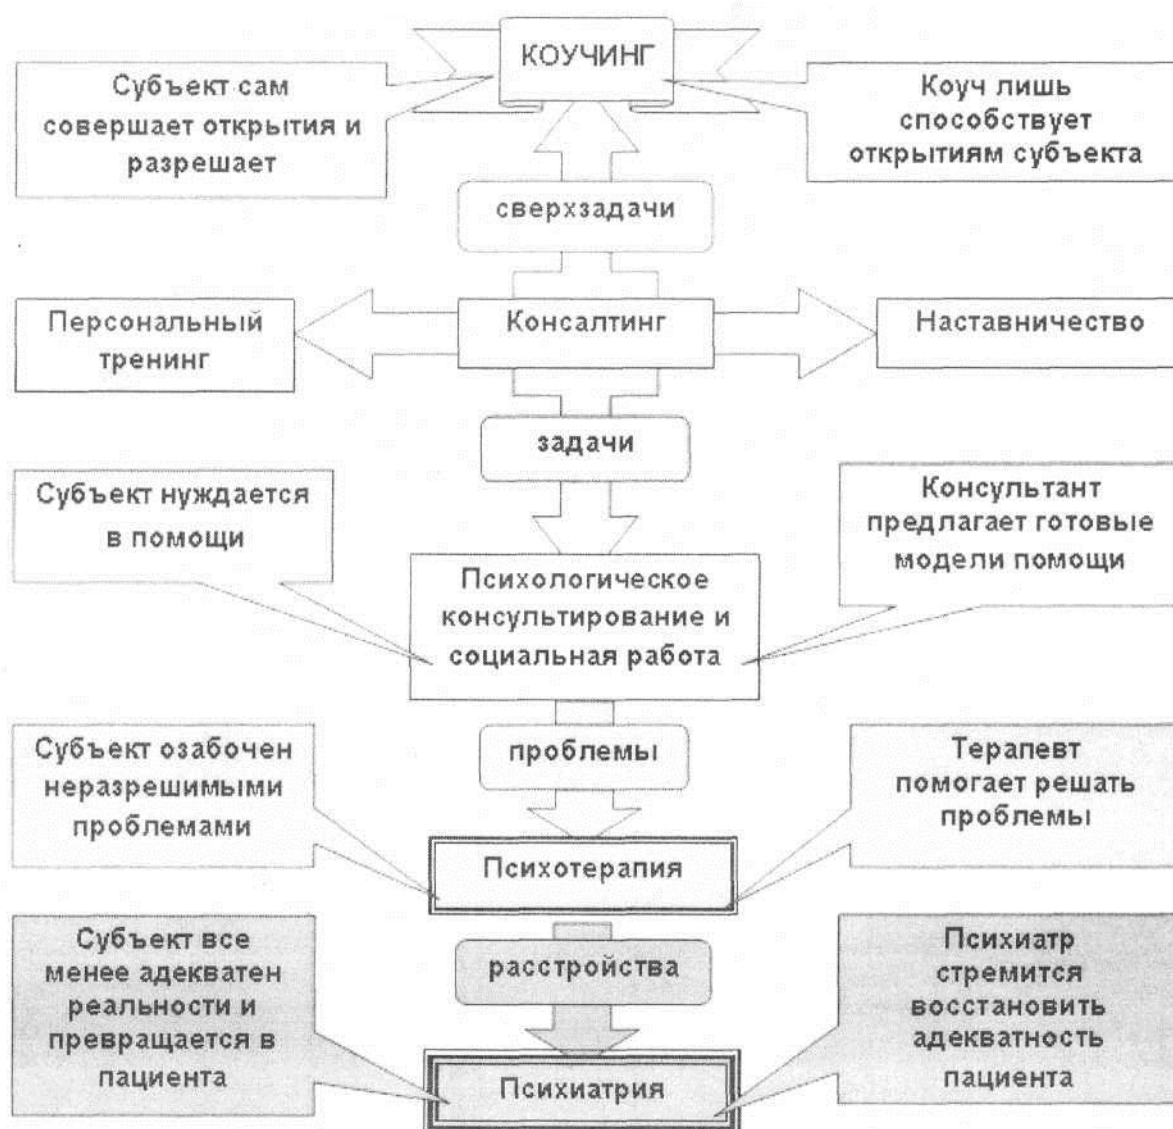 КОУЧИНГ
Субъект сам
совершает открытия и
разрешает
Коуч лишь
способствует
открытиям субъекта
сверхзадачи
Персональный
тренинг
Консалтинг
Наставничество
задачи
Субъект нуждается
в помощи
Консультант
предлагает готовые
модели помощи
Психологическое
консультирование и
социальная работа
Субъект озабочен
неразрешимыми
проблемами
проблемы
Терапевт
помогает решать
проблемы
Психотерапия
Субъект все
менее адекватен
реальности и
превращается в
пациента
расстройства
Психиатр
стремится
восстановить
адекватность
пациента
Психиатрия